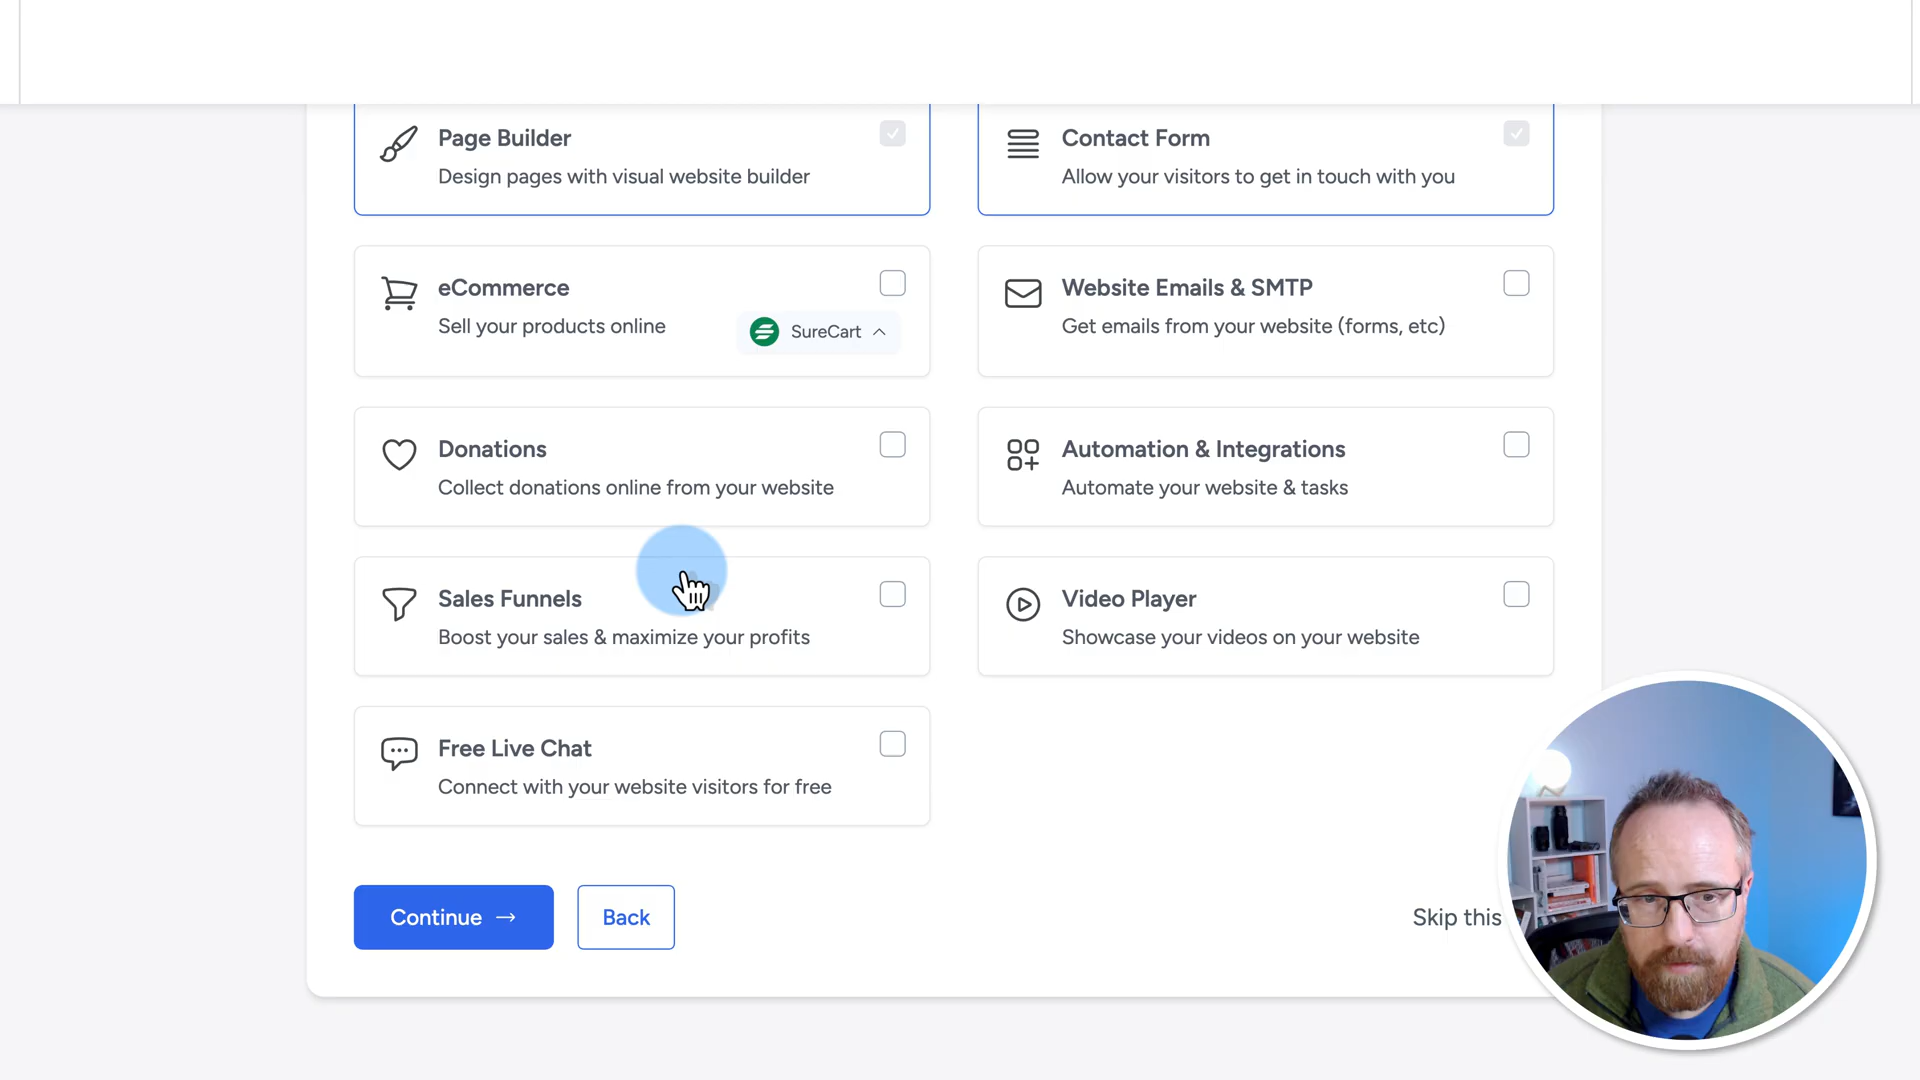 Page Builder
Design pages with visual website builder
Contact Form
Allow your visitors to get in touch with you
eCommerce
Sell your products online
SureCart
Website Emails & SMTP
Get emails from your website (forms, etc)
Donations
Collect donations online from your website
Automation & Integrations
Automate your website & tasks
Sales Funnels
Boost your sales & maximize your profits
Video Player
Showcase your videos on your website
Free Live Chat
Connect with your website visitors for free
Continue →
Back
Skip this